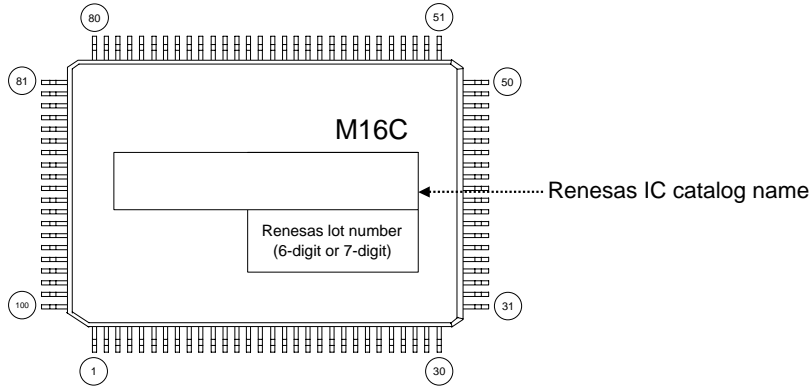 80
51
81
50
M16C
Renesas IC catalog name
Renesas lot number
(6-digit or 7-digit)
100
31
1
30